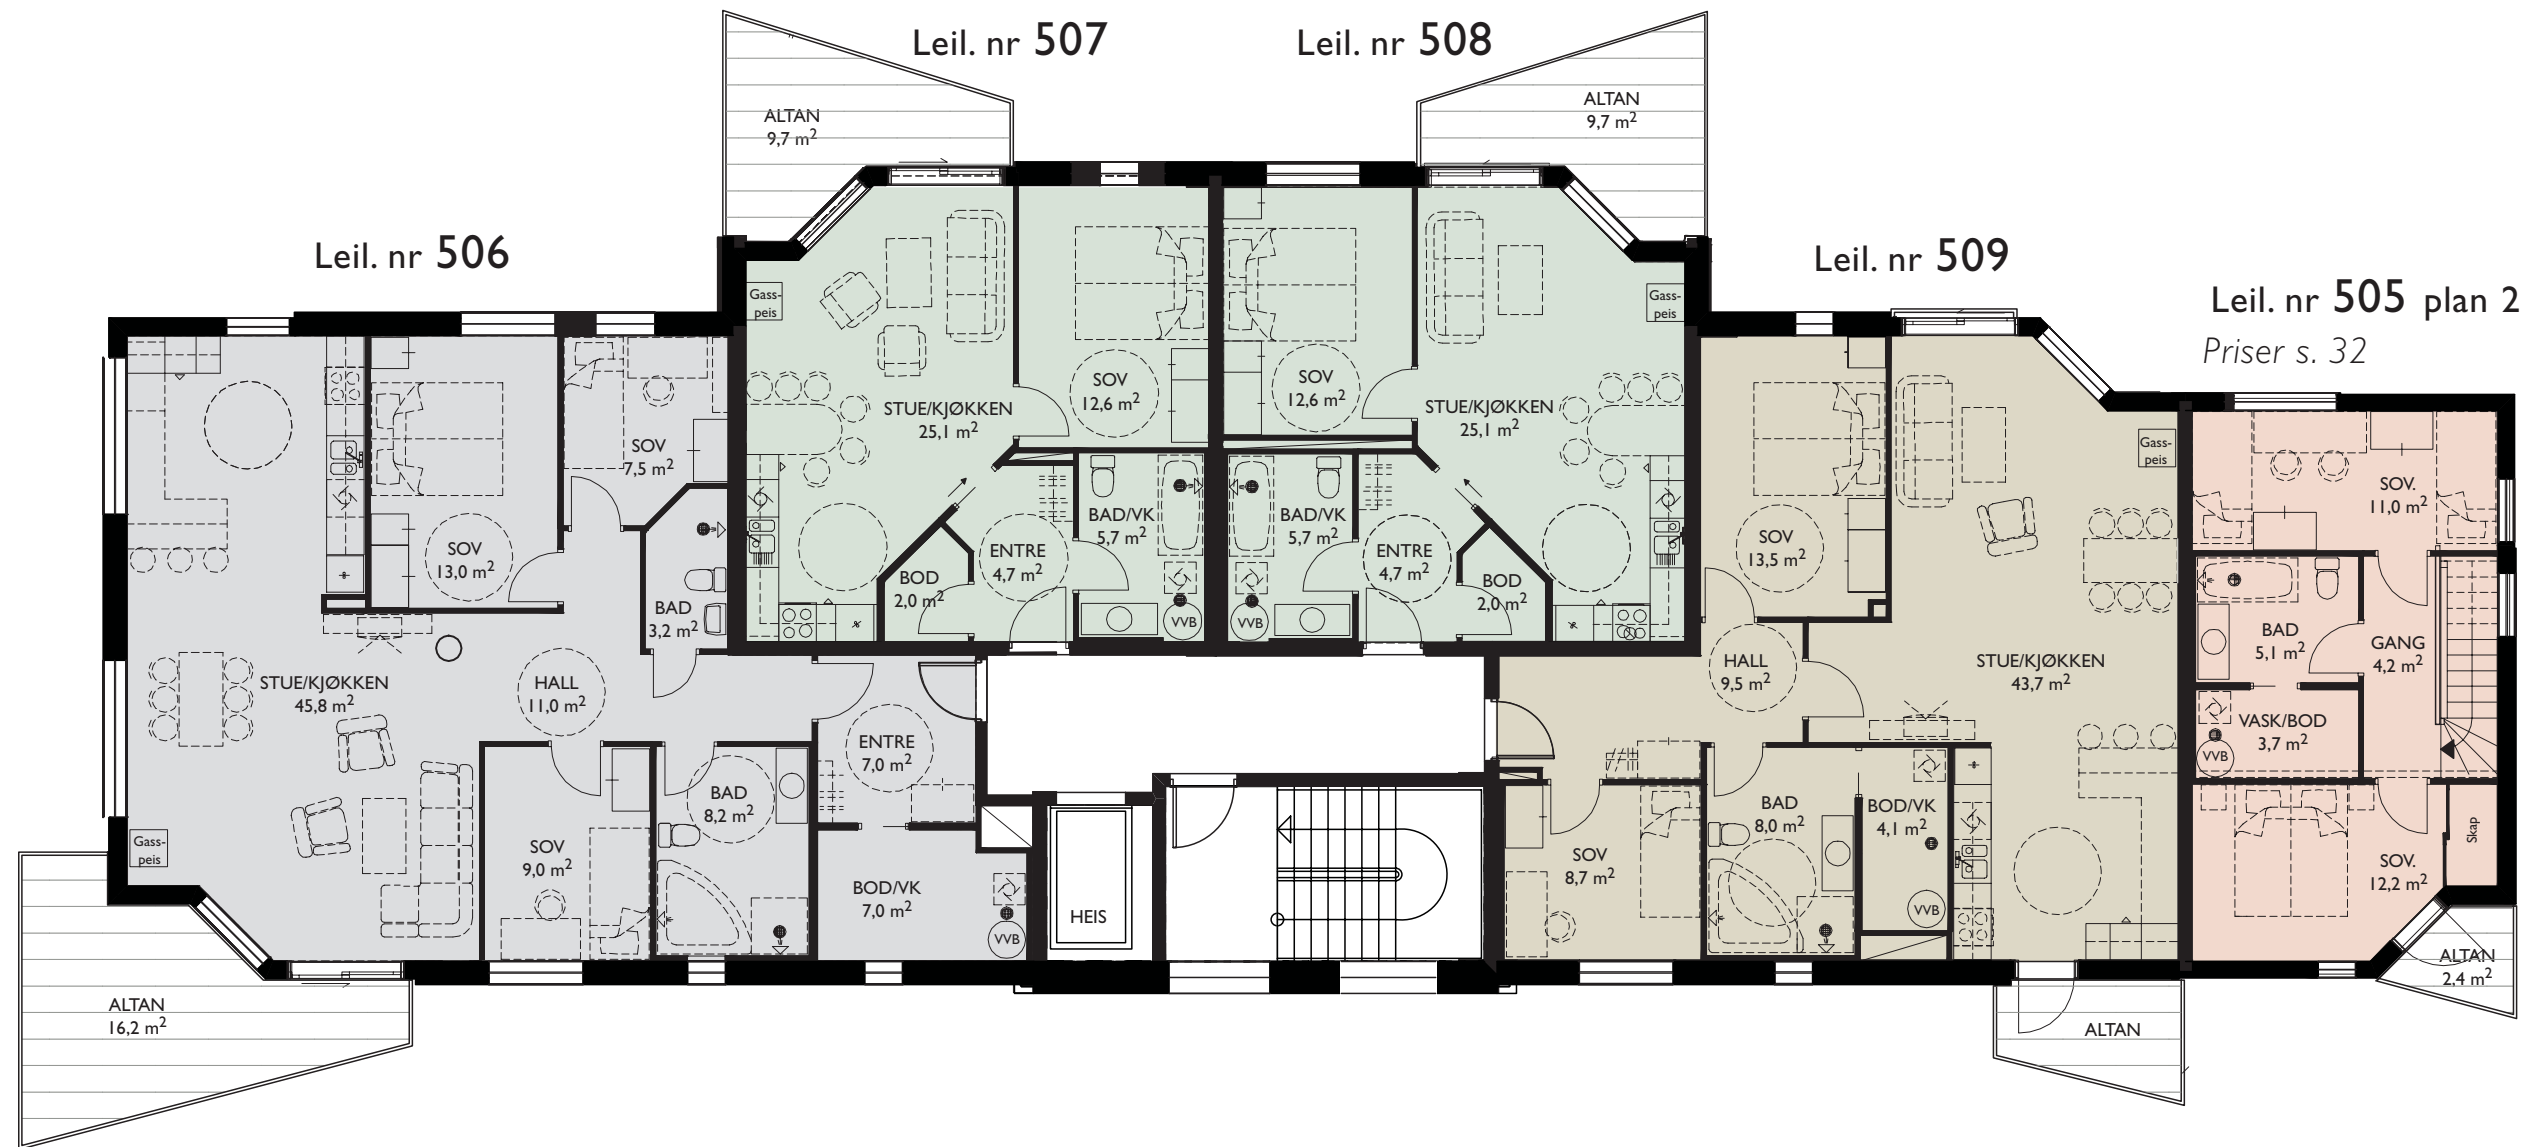 Leil. nr 507
Leil. nr 508
ALTAN
9,7 m²
ALTAN
9,7 m²
Leil. nr 506
Leil. nr 509
Leil. nr 505 plan 2
Priser s. 32
Gass-
peis
STUE/KJØKKEN
25,1 m²
SOV
12,6 m²
SOV
12,6 m²
STUE/KJØKKEN
25,1 m²
Gass-
peis
SOV
13,0 m²
SOV
7,5 m²
BAD
3,2 m²
BOD
2,0 m²
ENTRE
4,7 m²
BAD/VK
5,7 m²
VVB
BAD/VK
5,7 m²
VVB
ENTRE
4,7 m²
BOD
2,0 m²
SOV
13,5 m²
Gass-
peis
SOV.
11,0 m²
STUE/KJØKKEN
45,8 m²
HALL
11,0 m²
ENTRE
7,0 m²
HALL
9,5 m²
STUE/KJØKKEN
43,7 m²
BAD
5,1 m²
GANG
4,2 m²
VASK/BOD
3,7 m²
VVB
Gass-
peis
SOV
9,0 m²
BAD
8,2 m²
BOD/VK
7,0 m²
VVB
HEIS
SOV
8,7 m²
BAD
8,0 m²
BOD/VK
4,1 m²
VVB
SOV.
12,2 m²
Skap
ALTAN
16,2 m²
ALTAN
ALTAN
2,4 m²